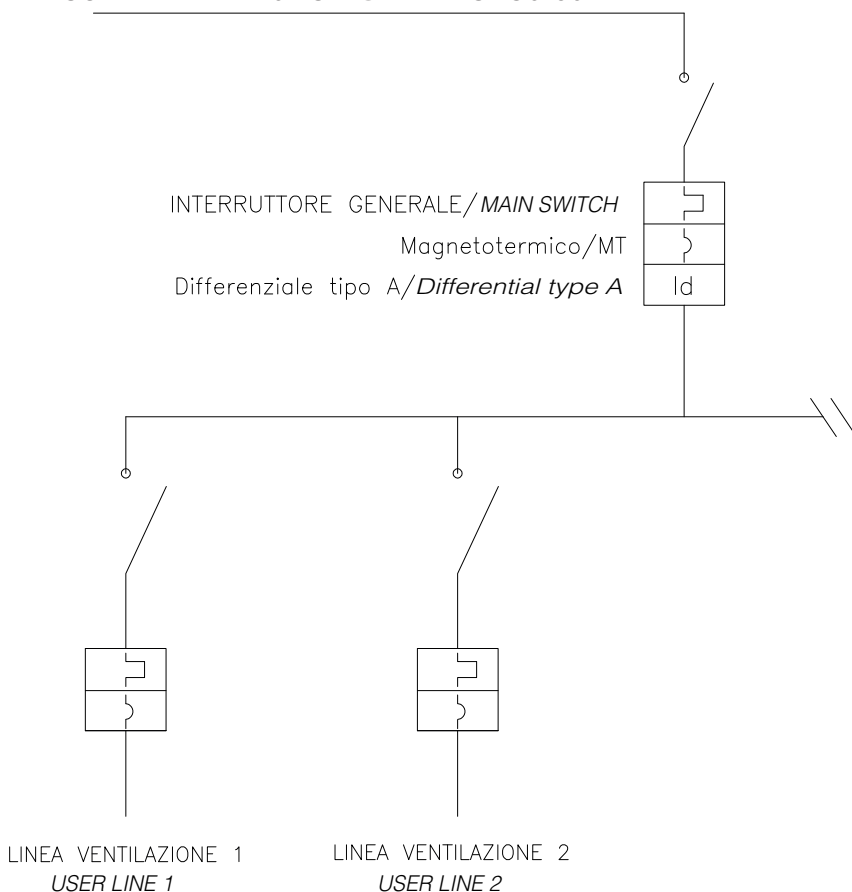 INTERRUTTORE GENERALE/MAIN SWITCH
Magnetotermico/MT
Differenziale tipo A/Differential type A
Id
LINEA VENTILAZIONE 1
USER LINE 1
LINEA VENTILAZIONE 2
USER LINE 2